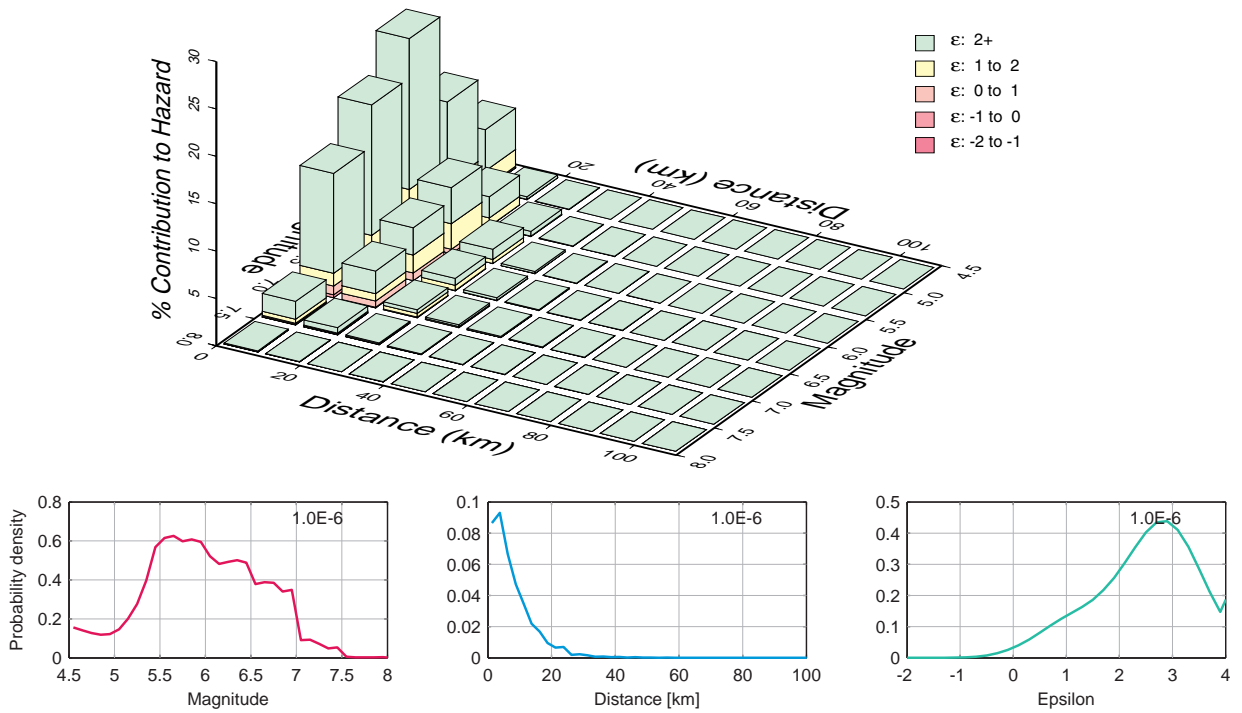 % Contribution to Hazard
30
25
20
15
10
5
0
ε: 2+
ε: 1 to 2
ε: 0 to 1
ε: -1 to 0
ε: -2 to -1
20
40
60
80
100
Distance (km)
4.5
5.0
5.5
6.0
6.5
7.0
7.5
8.0
Magnitude
7.5
8.0
0
20
40
60
80
100
Distance (km)
0.8
0.6
0.4
0.2
0
Probability density
1.0E-6
4.5 5 5.5 6 6.5 7 7.5 8
Magnitude
0.1
0.08
0.06
0.04
0.02
0
1.0E-6
0 20 40 60 80 100
Distance [km]
0.5
0.4
0.3
0.2
0.1
0
1.0E-6
-2 -1 0 1 2 3 4
Epsilon